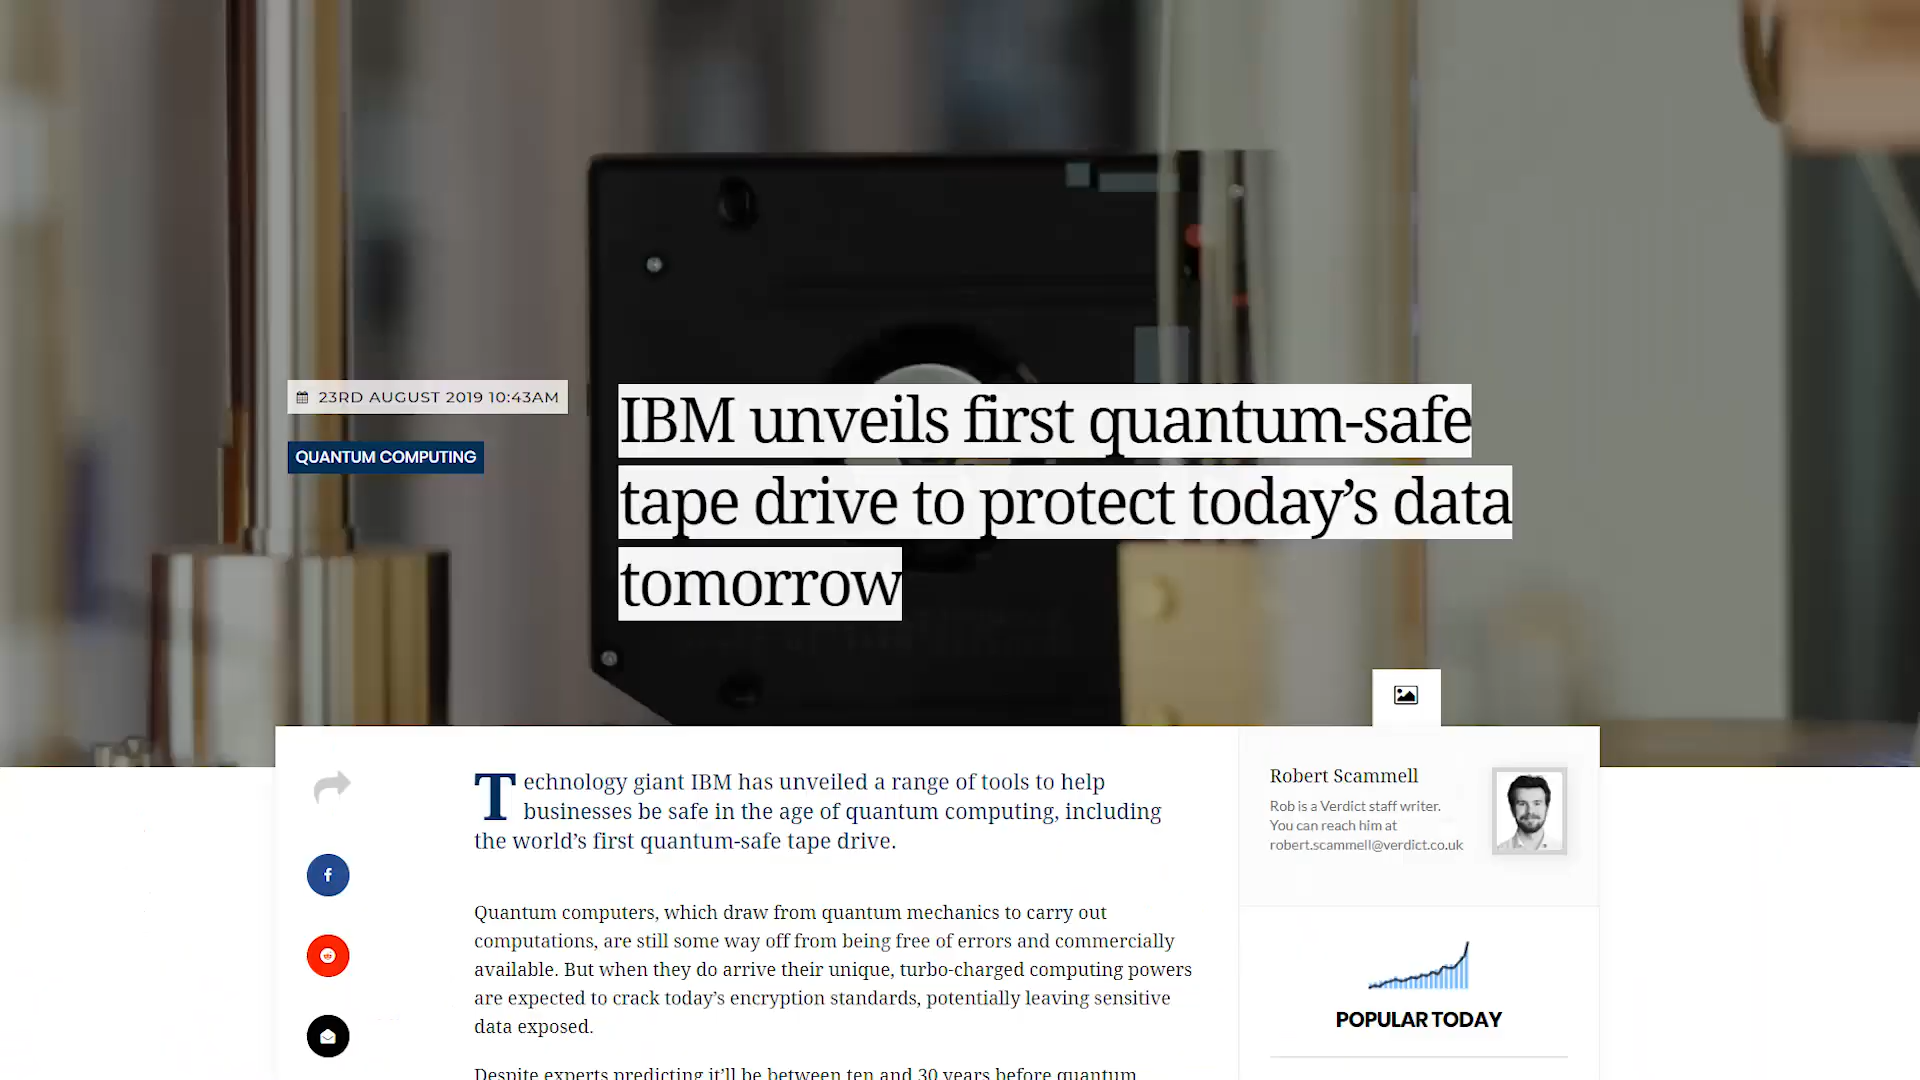 23RD AUGUST 2019 10:43AM
QUANTUM COMPUTING
IBM unveils first quantum-safe
tape drive to protect today’s data
tomorrow
Technology giant IBM has unveiled a range of tools to help
businesses be safe in the age of quantum computing, including
the world’s first quantum-safe tape drive.
Quantum computers, which draw from quantum mechanics to carry out
computations, are still some way off from being free of errors and commercially
available. But when they do arrive their unique, turbo-charged computing powers
are expected to crack today’s encryption standards, potentially leaving sensitive
data exposed.
Despite experts predicting it’ll be between ten and 30 years before quantum
Robert Scammell
Rob is a Verdict staff writer.
You can reach him at
robert.scammell@verdict.co.uk
POPULAR TODAY